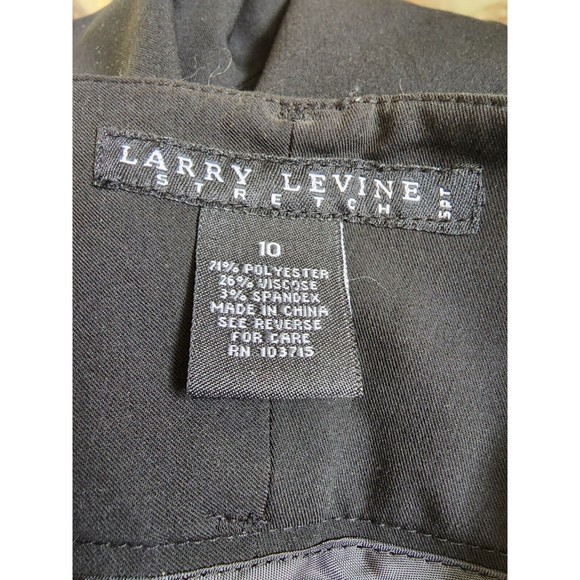 LARRY LEVINE
STRETCH
SPT
10
71% POLYESTER
26% VISCOSE
3% SPANDEX
MADE IN CHINA
SEE REVERSE
FOR CARE
RN 103715